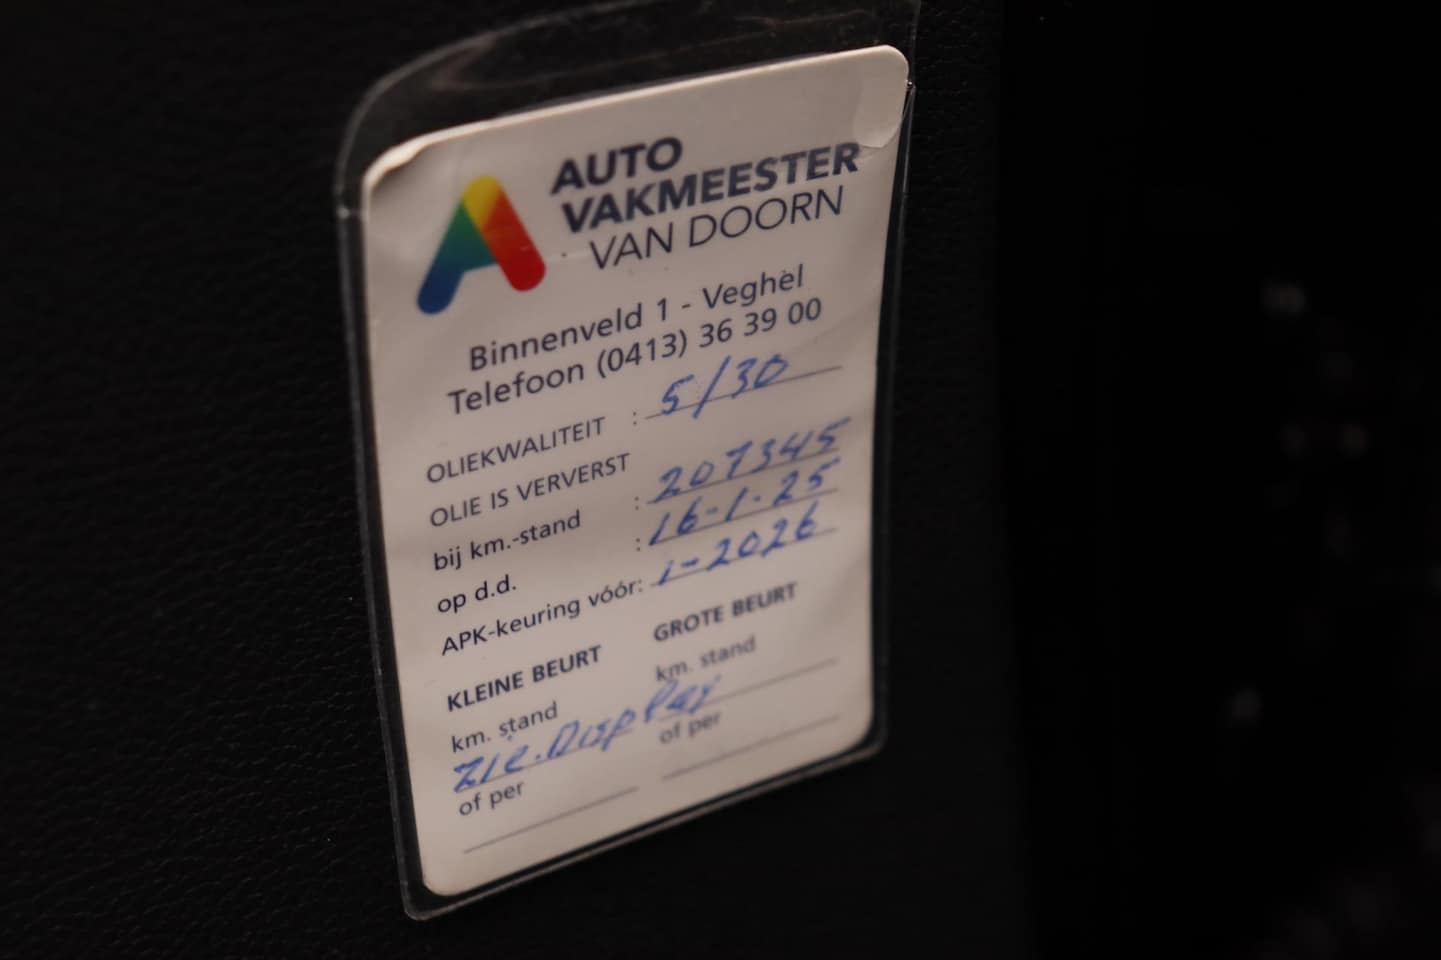 AUTO
VAKMEESTER
VAN DOORN
Binnenveld 1 - Veghel
Telefoon (0413) 36 39 00
OLIEKWALITEIT : 5/30
OLIE IS VERVERST
bij km.-stand : 207345
op d.d. : 16-1-25
APK-keuring vóór: 1-2026
KLEINE BEURT GROTE BEURT
km. stand km. stand
zie.Display
of per of per